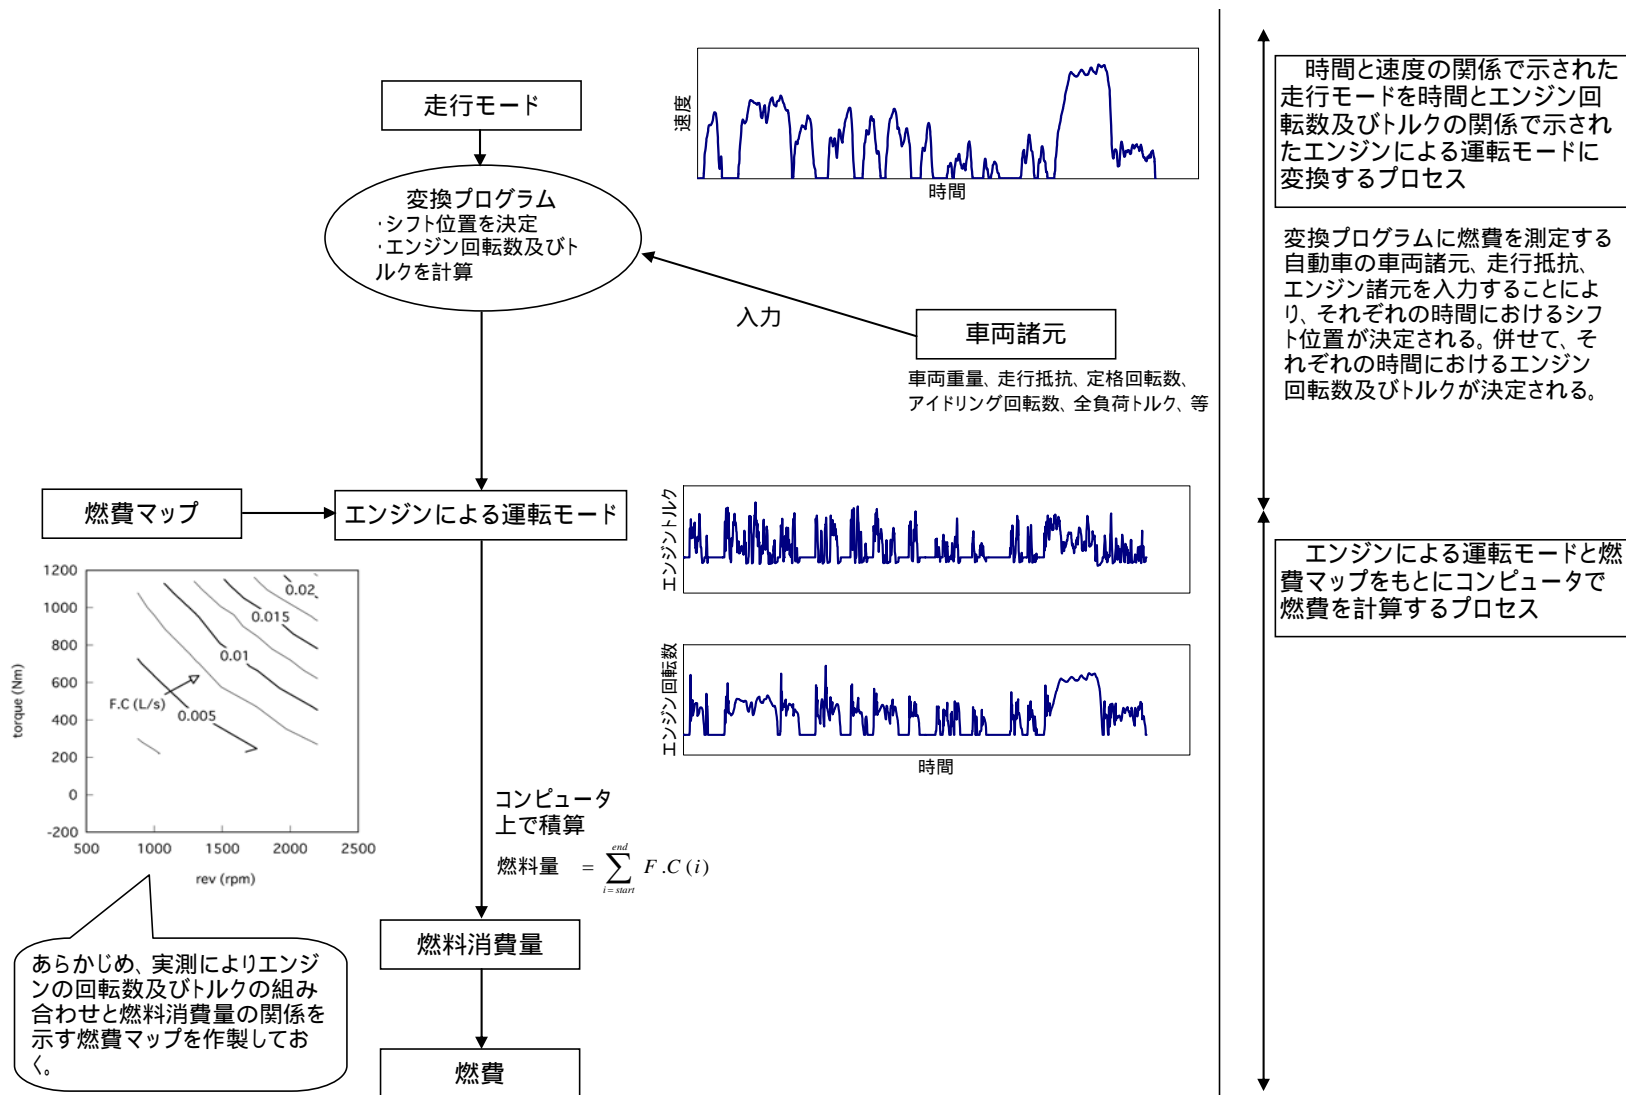 走行モード
変換プログラム
・シフト位置を決定
・エンジン回転数及びト
ルクを計算
速度
時間
入力
車両諸元
車両重量、走行抵抗、定格回転数、
アイドリング回転数、全負荷トルク、等
燃費マップ
エンジンによる運転モード
エンジントルク
エンジン回転数
時間
1200
1000
800
600
400
200
0
-200
500 1000 1500 2000 2500
torque (Nm)
rev (rpm)
0.02
0.015
0.01
F.C (L/s)
0.005
あらかじめ、実測によりエンジ
ンの回転数及びトルクの組み
合わせと燃料消費量の関係を
示す燃費マップを作製してお
く。
コンピュータ
上で積算
燃料量 = \sum_{i=start}^{end} F.C(i)
燃料消費量
燃費
時間と速度の関係で示された
走行モードを時間とエンジン回
転数及びトルクの関係で示され
たエンジンによる運転モードに
変換するプロセス
変換プログラムに燃費を測定する
自動車の車両諸元、走行抵抗、
エンジン諸元を入力することによ
り、それぞれの時間におけるシフ
ト位置が決定される。併せて、そ
れぞれの時間におけるエンジン
回転数及びトルクが決定される。
エンジンによる運転モードと燃
費マップをもとにコンピュータで
燃費を計算するプロセス